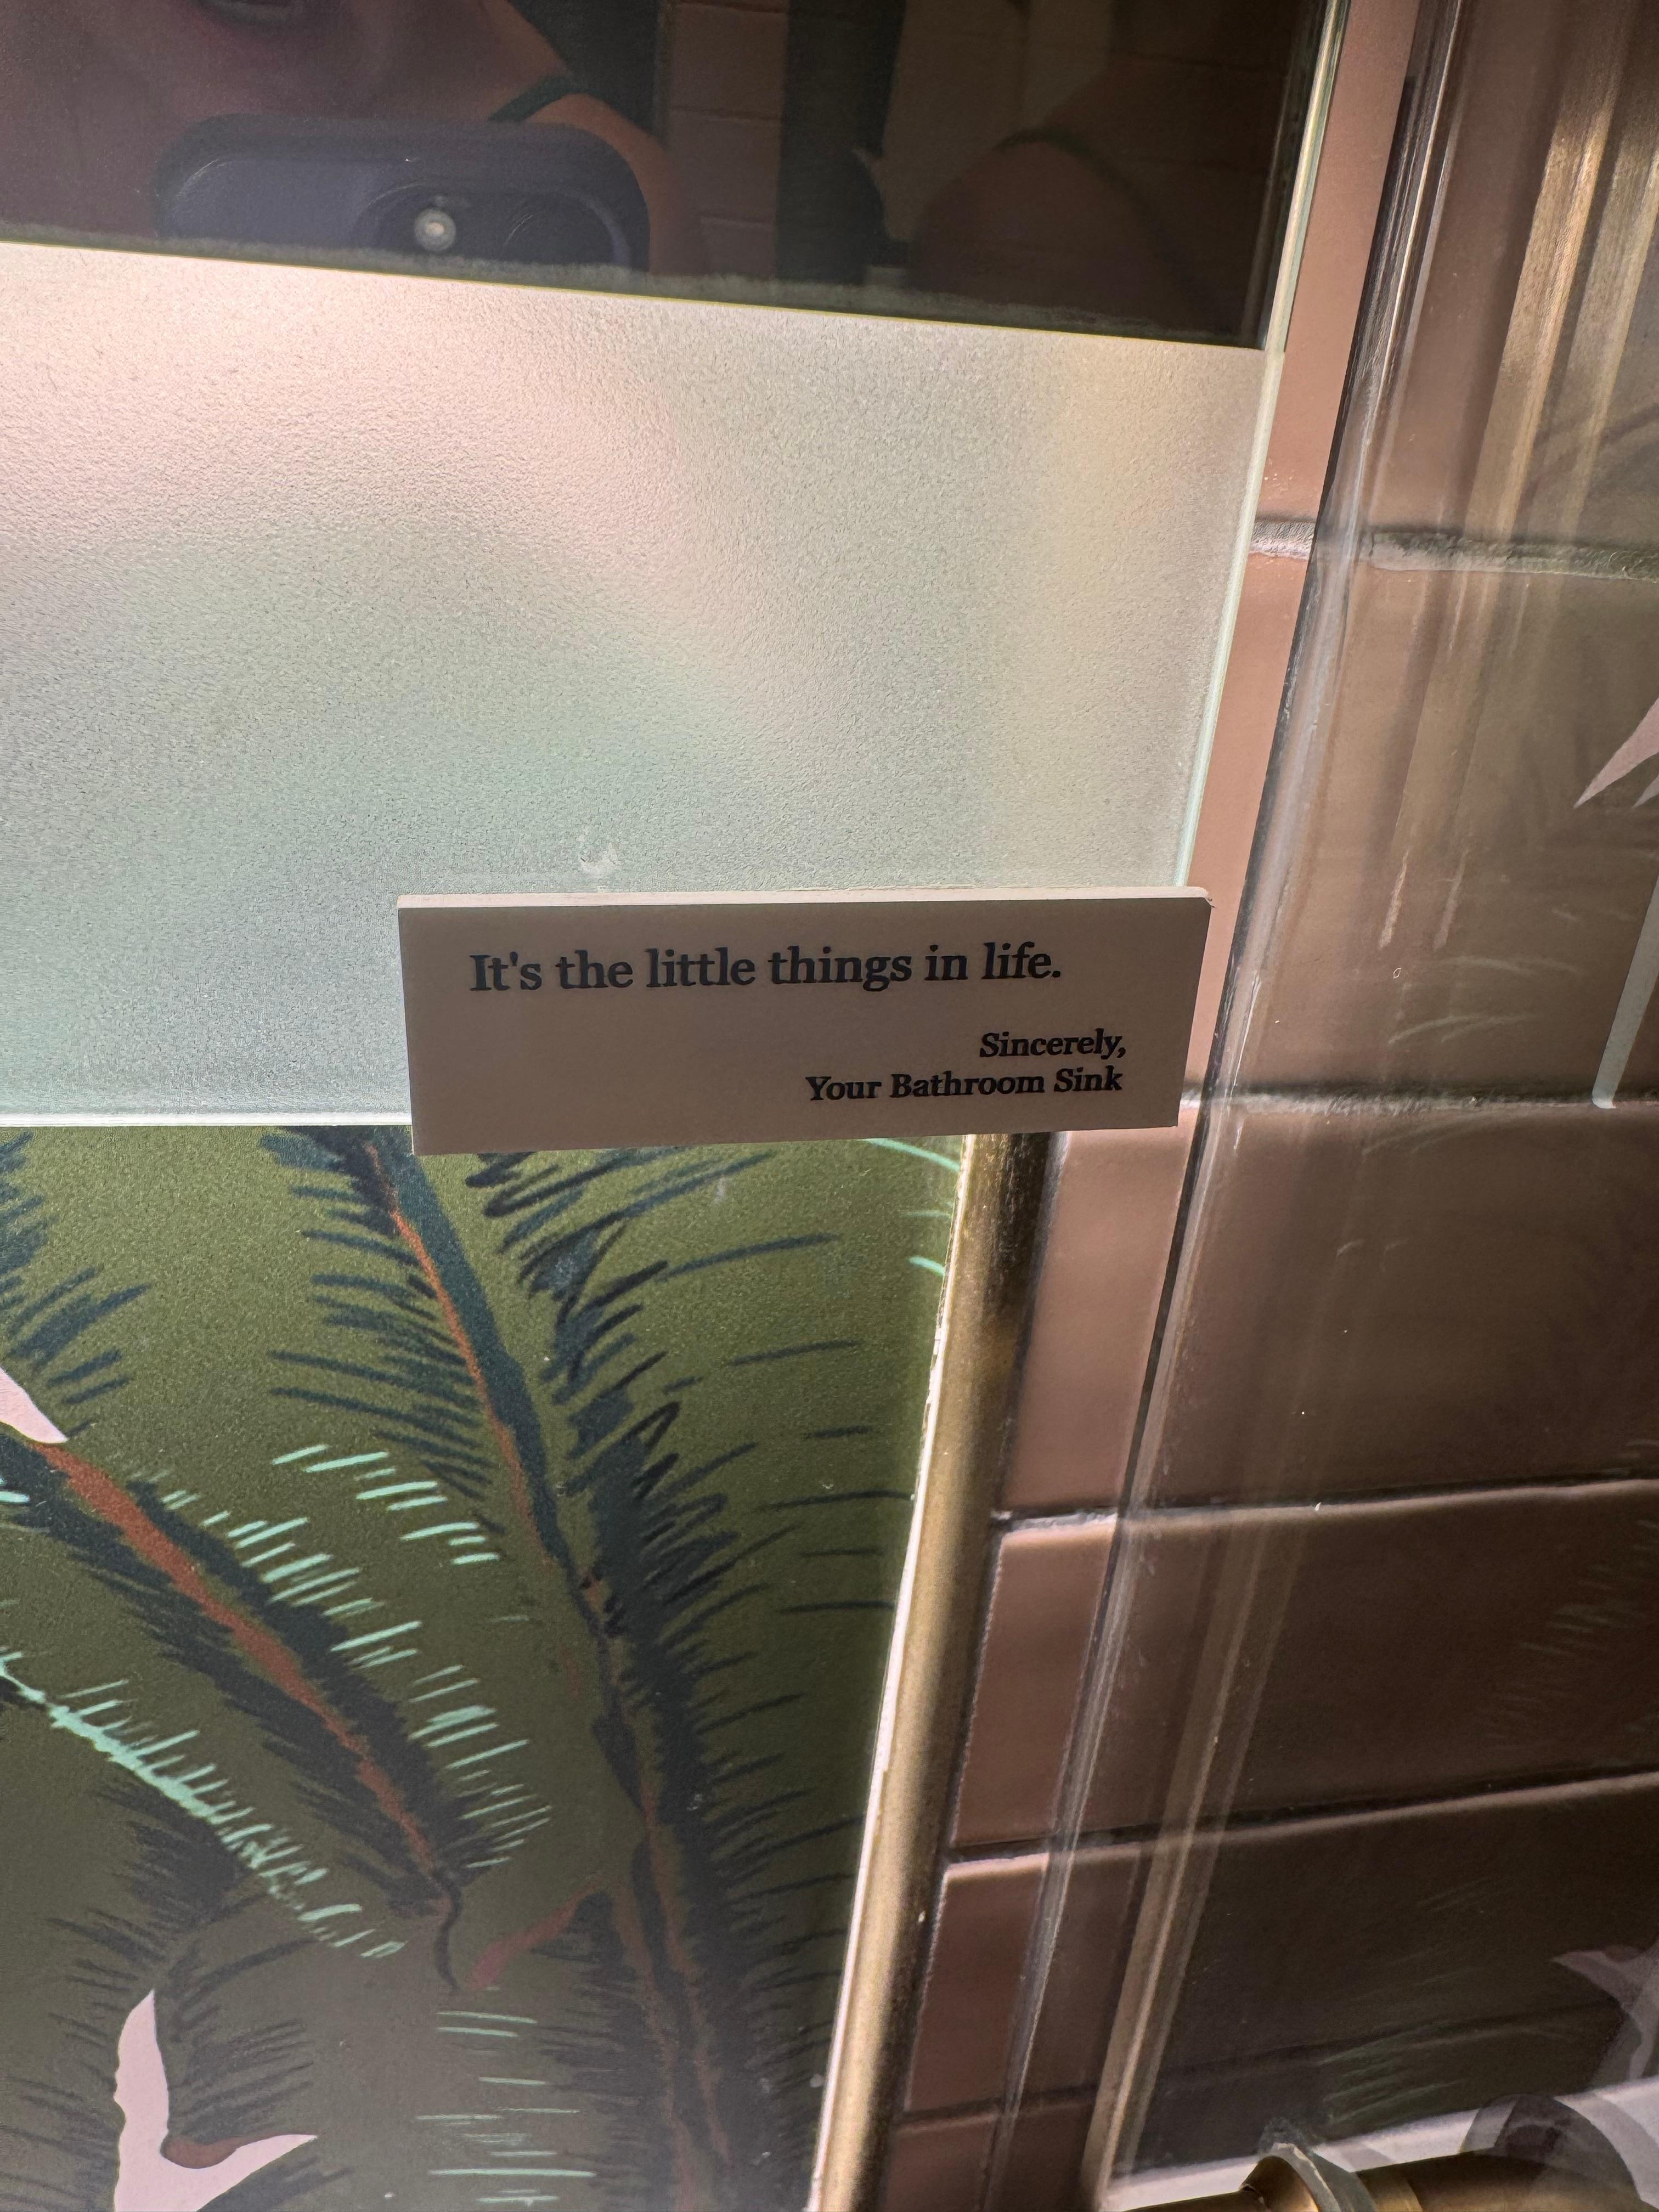 It's the little things in life.
Sincerely,
Your Bathroom Sink